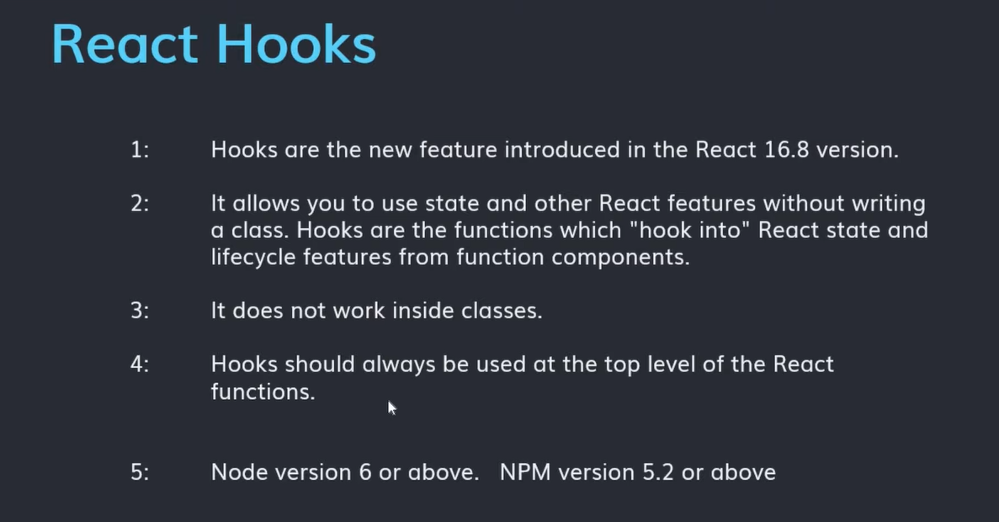 React Hooks
1: Hooks are the new feature introduced in the React 16.8 version.
2: It allows you to use state and other React features without writing
a class. Hooks are the functions which "hook into" React state and
lifecycle features from function components.
3: It does not work inside classes.
4: Hooks should always be used at the top level of the React
functions.
5: Node version 6 or above. NPM version 5.2 or above